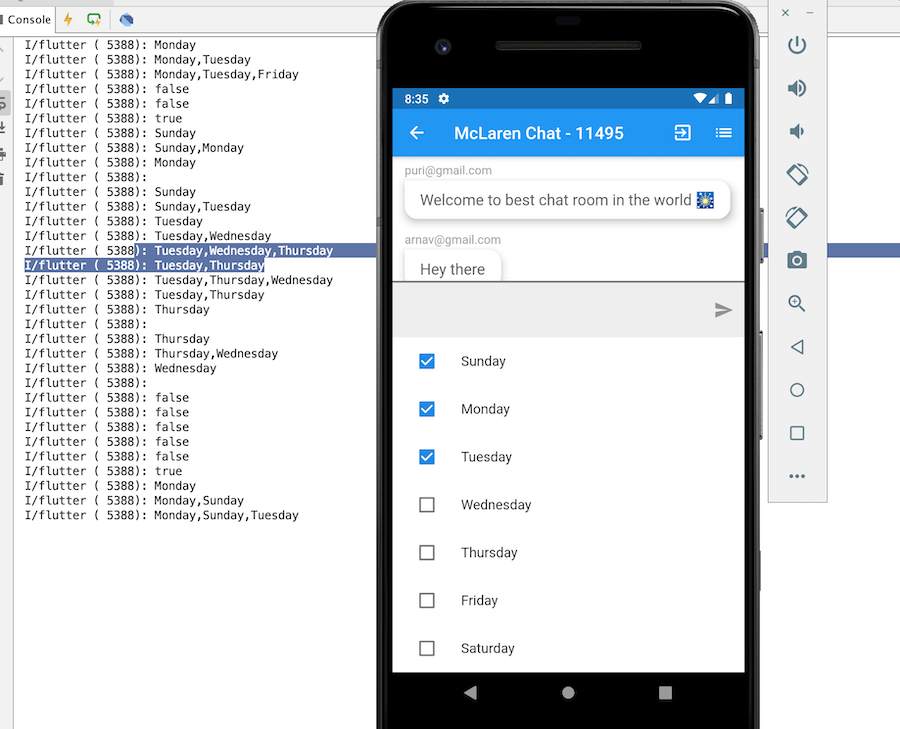 Console
I/flutter ( 5388): Monday
I/flutter ( 5388): Monday,Tuesday
I/flutter ( 5388): Monday,Tuesday,Friday
I/flutter ( 5388): false
I/flutter ( 5388): false
I/flutter ( 5388): true
I/flutter ( 5388): Sunday
I/flutter ( 5388): Sunday,Monday
I/flutter ( 5388): Monday
I/flutter ( 5388):
I/flutter ( 5388): Sunday
I/flutter ( 5388): Sunday,Tuesday
I/flutter ( 5388): Tuesday
I/flutter ( 5388): Tuesday,Wednesday
I/flutter ( 5388): Tuesday,Wednesday,Thursday
I/flutter ( 5388): Tuesday,Thursday
I/flutter ( 5388): Tuesday,Thursday,Wednesday
I/flutter ( 5388): Tuesday,Thursday
I/flutter ( 5388): Thursday
I/flutter ( 5388):
I/flutter ( 5388): Thursday
I/flutter ( 5388): Thursday,Wednesday
I/flutter ( 5388): Wednesday
I/flutter ( 5388):
I/flutter ( 5388): false
I/flutter ( 5388): false
I/flutter ( 5388): false
I/flutter ( 5388): false
I/flutter ( 5388): false
I/flutter ( 5388): true
I/flutter ( 5388): Monday
I/flutter ( 5388): Monday,Sunday
I/flutter ( 5388): Monday,Sunday,Tuesday
8:35
McLaren Chat - 11495
puri@gmail.com
Welcome to best chat room in the world 🎇
arnav@gmail.com
Hey there
Sunday
Monday
Tuesday
Wednesday
Thursday
Friday
Saturday